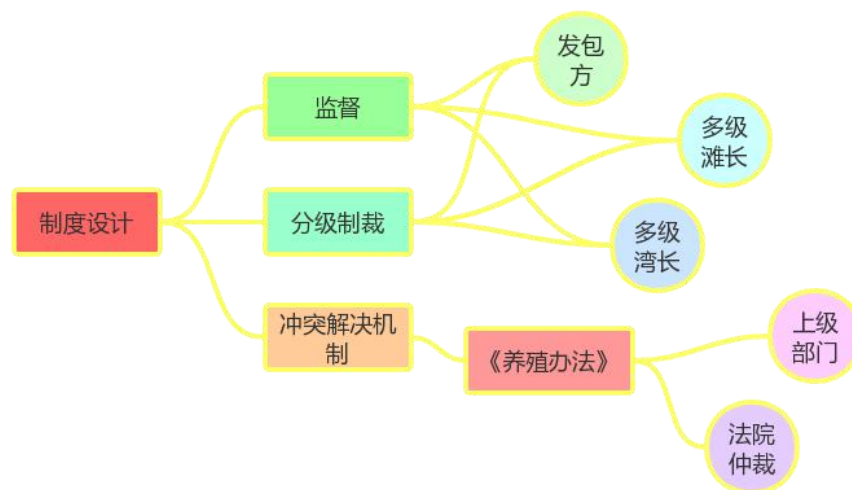 发包
方
监督
多级
滩长
制度设计
分级制裁
多级
湾长
冲突解决机
制
《养殖办法》
上级
部门
法院
仲裁